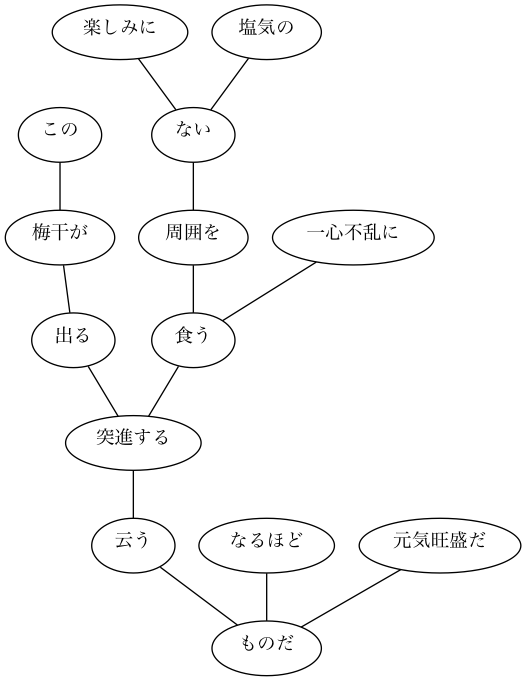 楽しみに 塩気の
この ない
梅干が 周囲を 一心不乱に
出る 食う
突進する
云う なるほど 元気旺盛だ
ものだ